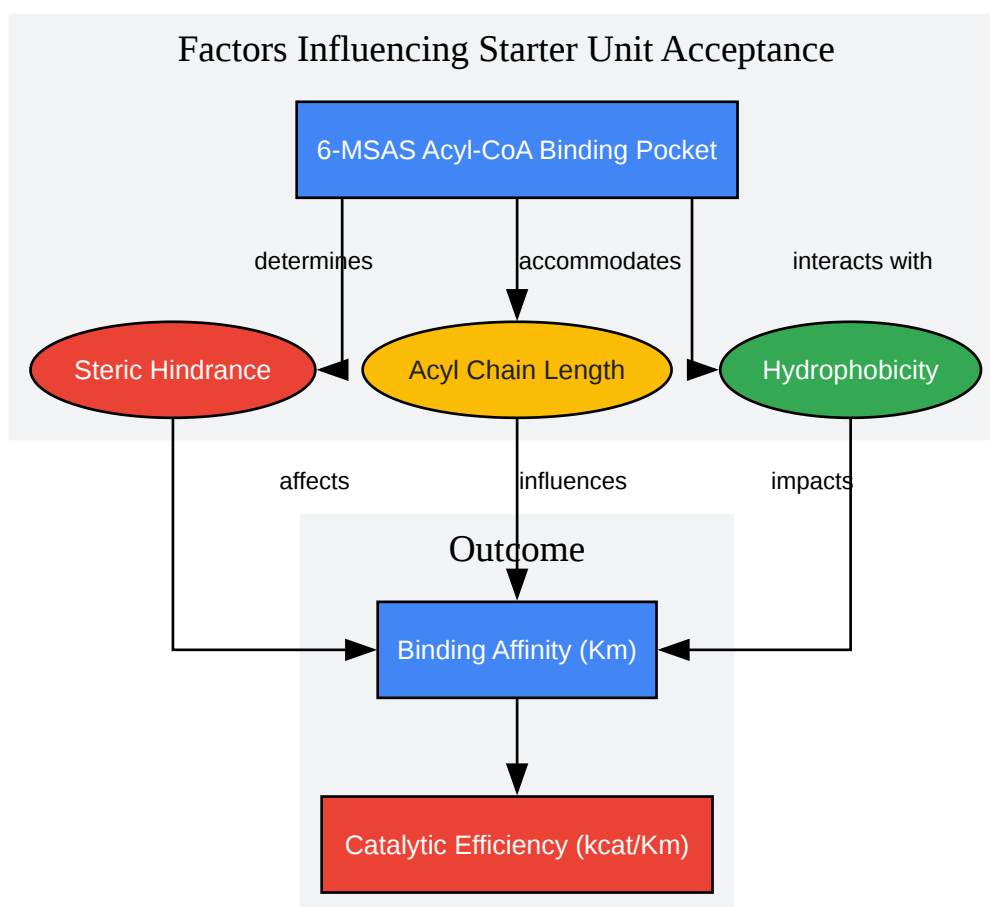 Factors Influencing Starter Unit Acceptance
6-MSAS Acyl-CoA Binding Pocket
determines
accommodates
interacts with
Steric Hindrance
Acyl Chain Length
Hydrophobicity
affects
influences
impacts
Outcome
Binding Affinity (Km)
Catalytic Efficiency (kcat/Km)